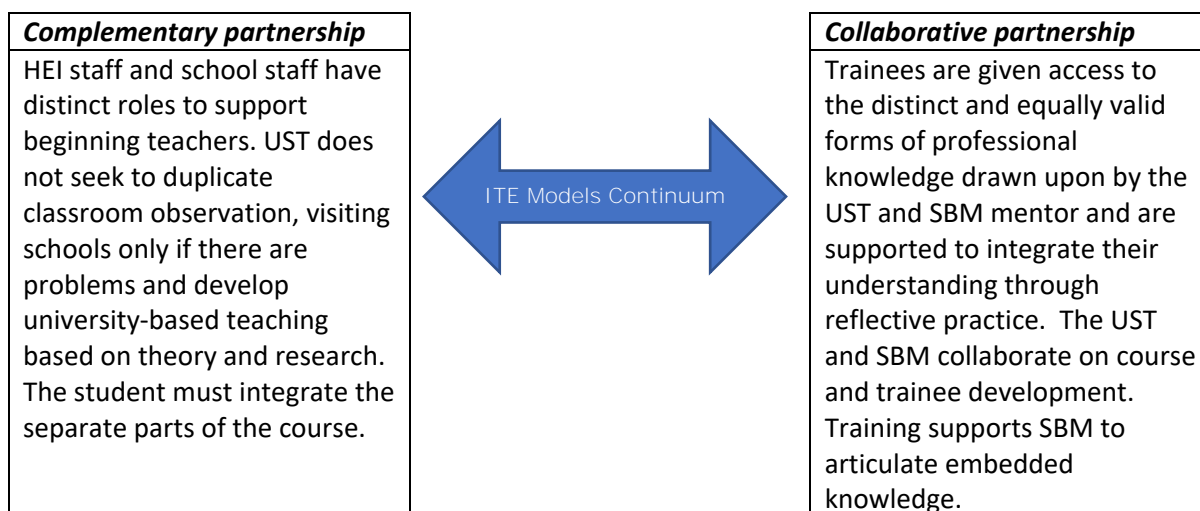 Complementary partnership
HEI staff and school staff have
distinct roles to support
beginning teachers. UST does
not seek to duplicate
classroom observation, visiting
schools only if there are
problems and develop
university-based teaching
based on theory and research.
The student must integrate the
separate parts of the course.
ITE Models Continuum
Collaborative partnership
Trainees are given access to
the distinct and equally valid
forms of professional
knowledge drawn upon by the
UST and SBM mentor and are
supported to integrate their
understanding through
reflective practice.  The UST
and SBM collaborate on course
and trainee development.
Training supports SBM to
articulate embedded
knowledge.